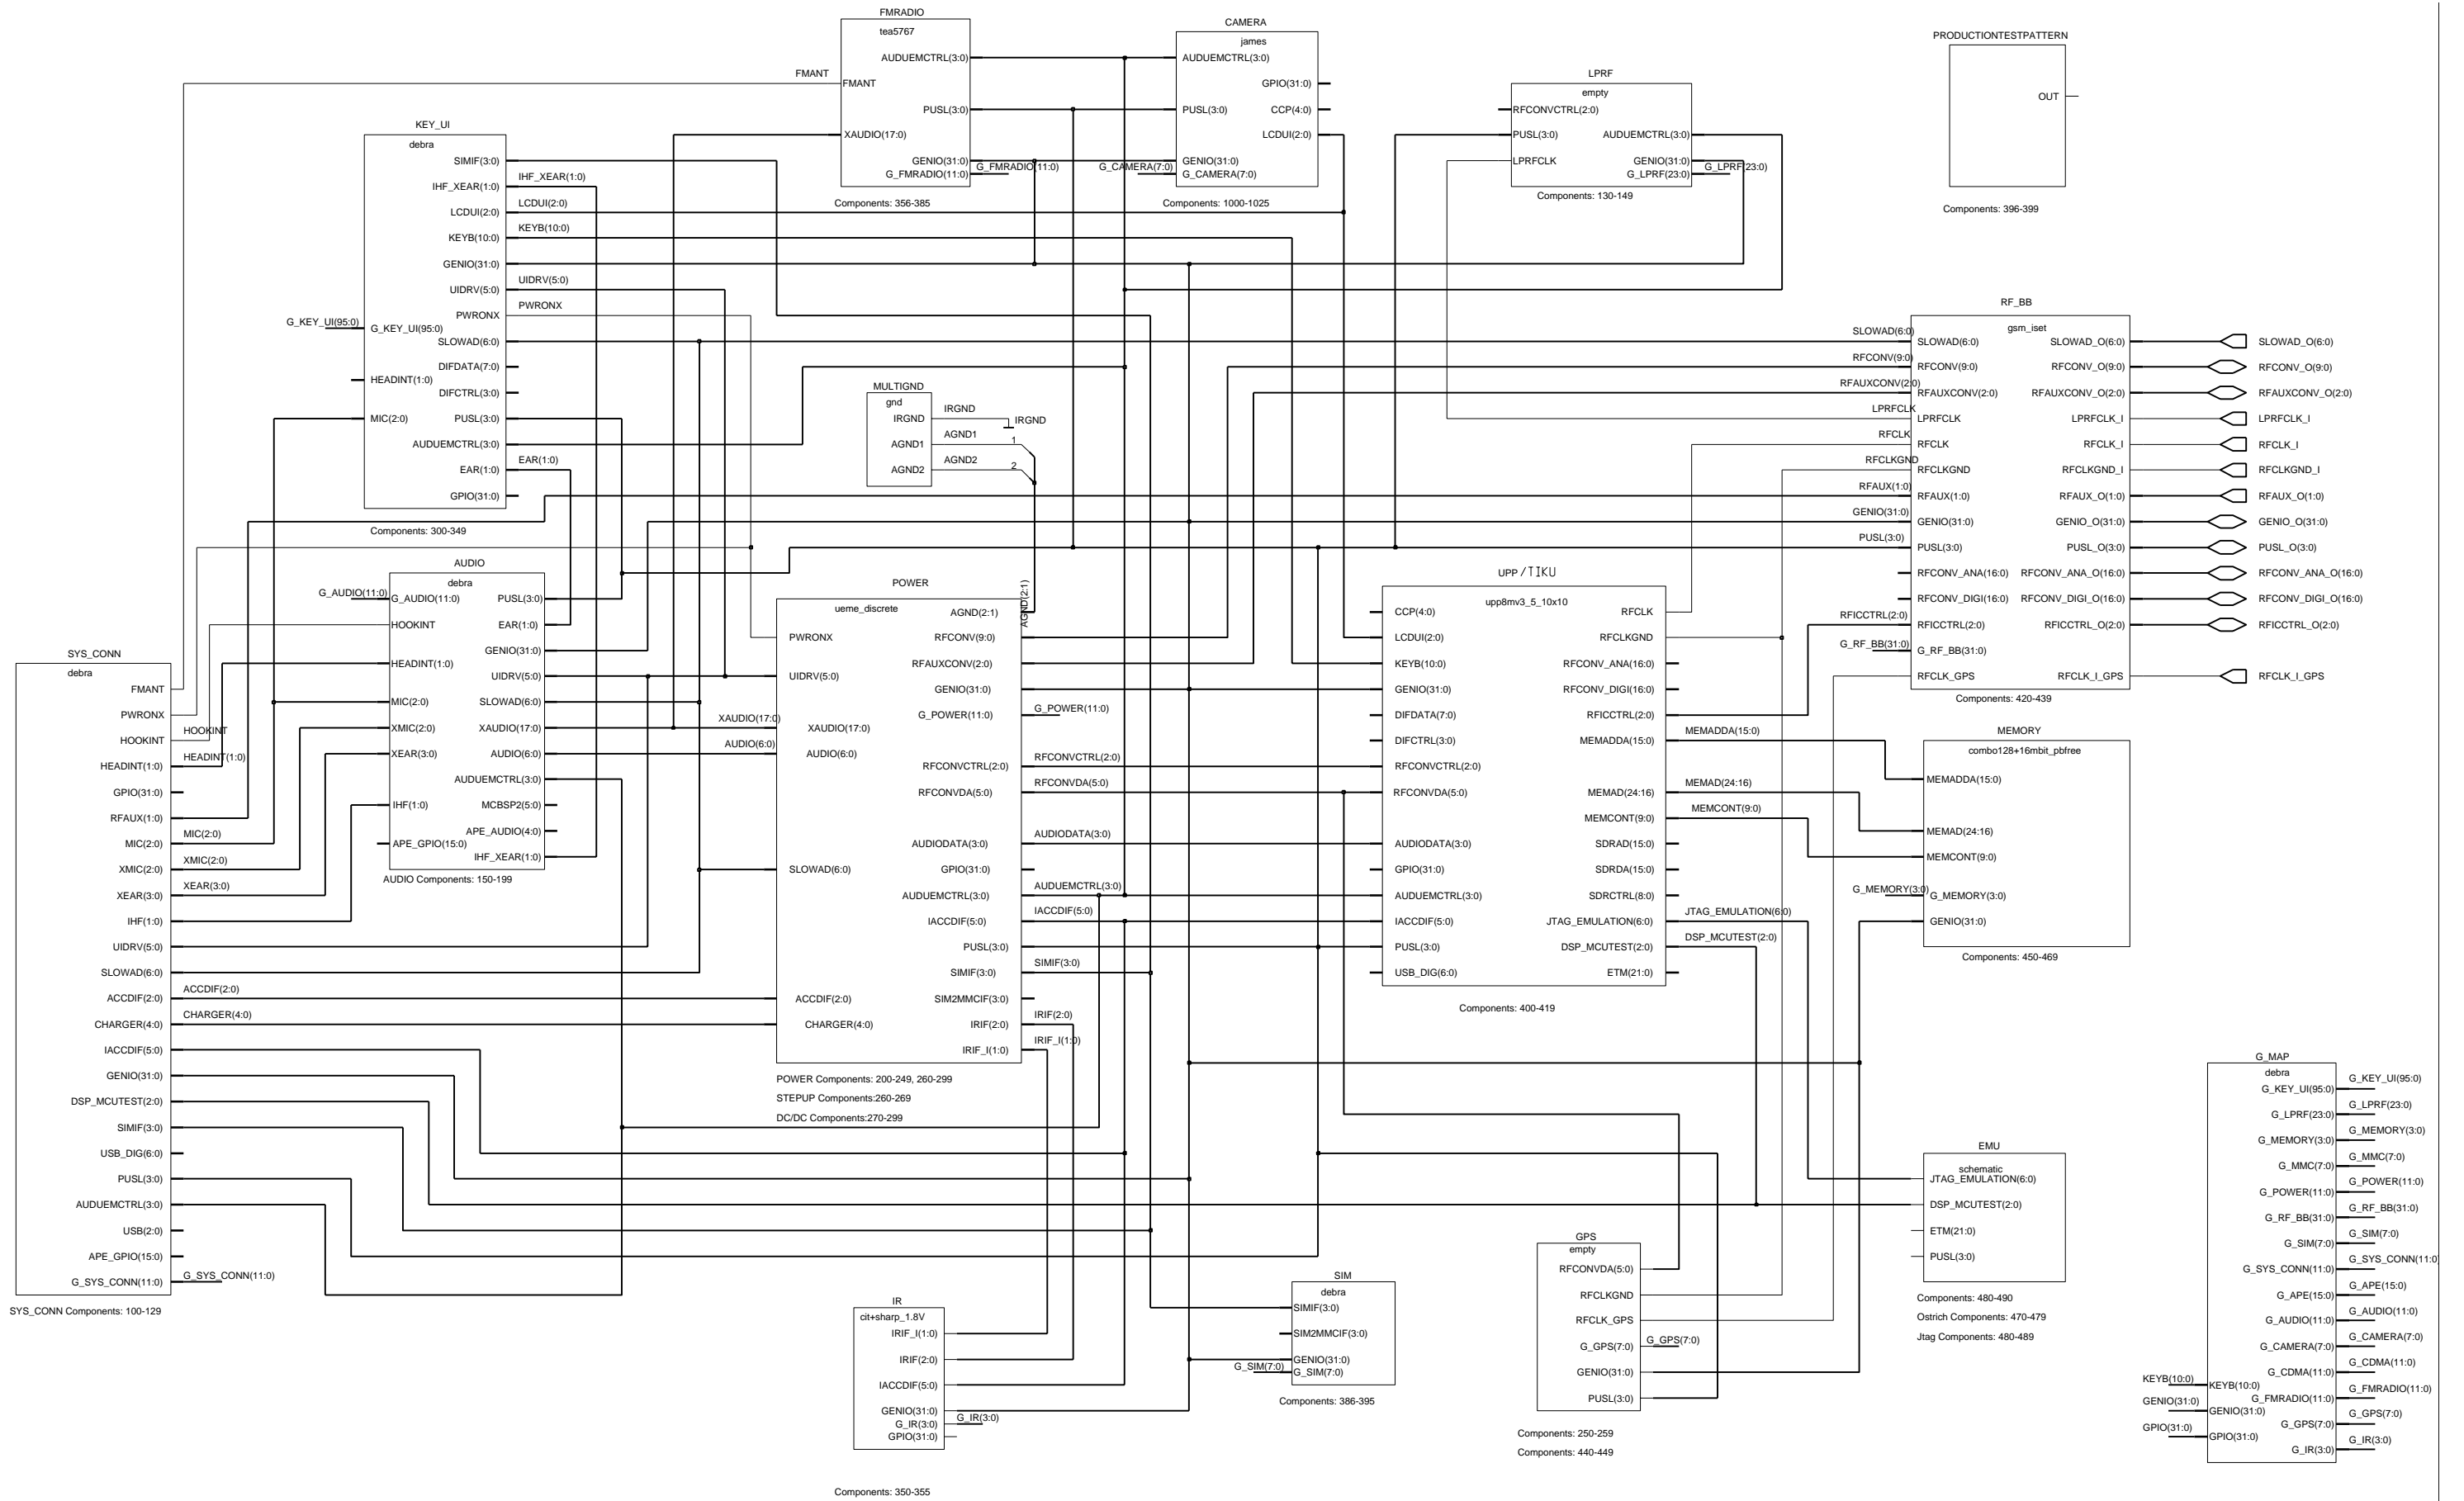 FMRADIO
tea5767
AUDUEMCTRL(3:0)
FMANT
FMANT
PUSL(3:0)
XAUDIO(17:0)
GENIO(31:0)
G_FMRADIO(11:0)
G_FMRADIO(11:0)
Components: 356-385
CAMERA
james
AUDUEMCTRL(3:0)
GPIO(31:0)
PUSL(3:0)
CCP(4:0)
LCDUI(2:0)
GENIO(31:0)
G_CAMERA(7:0)
G_CAMERA(7:0)
Components: 1000-1025
LPRF
empty
RFCONVCTRL(2:0)
PUSL(3:0)
AUDUEMCTRL(3:0)
LPRFCLK
GENIO(31:0)
G_LPRF(23:0)
G_LPRF(23:0)
Components: 130-149
PRODUCTIONTESTPATTERN
OUT
Components: 396-399
KEY_UI
debra
SIMIF(3:0)
IHF_XEAR(1:0)
IHF_XEAR(1:0)
LCDUI(2:0)
LCDUI(2:0)
KEYB(10:0)
KEYB(10:0)
GENIO(31:0)
UIDRV(5:0)
UIDRV(5:0)
PWRONX
PWRONX
G_KEY_UI(95:0)
G_KEY_UI(95:0)
SLOWAD(6:0)
DIFDATA(7:0)
HEADINT(1:0)
DIFCTRL(3:0)
MIC(2:0)
PUSL(3:0)
AUDUEMCTRL(3:0)
EAR(1:0)
EAR(1:0)
GPIO(31:0)
Components: 300-349
MULTIGND
gnd
IRGND
IRGND
IRGND
AGND1
AGND1
1
AGND2
AGND2
2
RF_BB
gsm_iset
SLOWAD(6:0)
SLOWAD(6:0)
SLOWAD_O(6:0)
SLOWAD_O(6:0)
RFCONV(9:0)
RFCONV(9:0)
RFCONV_O(9:0)
RFCONV_O(9:0)
RFAUXCONV(2:0)
RFAUXCONV(2:0)
RFAUXCONV_O(2:0)
RFAUXCONV_O(2:0)
LPRFCLK
LPRFCLK
LPRFCLK_I
LPRFCLK_I
RFCLK
RFCLK
RFCLK_I
RFCLK_I
RFCLKGND
RFCLKGND
RFCLKGND_I
RFCLKGND_I
RFAUX(1:0)
RFAUX(1:0)
RFAUX_O(1:0)
RFAUX_O(1:0)
GENIO(31:0)
GENIO(31:0)
GENIO_O(31:0)
GENIO_O(31:0)
PUSL(3:0)
PUSL(3:0)
PUSL_O(3:0)
PUSL_O(3:0)
RFCONV_ANA(16:0)
RFCONV_ANA_O(16:0)
RFCONV_ANA_O(16:0)
RFCONV_DIGI(16:0)
RFCONV_DIGI_O(16:0)
RFCONV_DIGI_O(16:0)
RFICCTRL(2:0)
RFICCTRL(2:0)
RFICCTRL_O(2:0)
RFICCTRL_O(2:0)
G_RF_BB(31:0)
G_RF_BB(31:0)
RFCLK_GPS
RFCLK_I_GPS
RFCLK_I_GPS
Components: 420-439
AUDIO
debra
G_AUDIO(11:0)
G_AUDIO(11:0)
PUSL(3:0)
HOOKINT
EAR(1:0)
GENIO(31:0)
HEADINT(1:0)
UIDRV(5:0)
MIC(2:0)
SLOWAD(6:0)
XMIC(2:0)
XAUDIO(17:0)
XEAR(3:0)
AUDIO(6:0)
AUDUEMCTRL(3:0)
IHF(1:0)
MCBSP2(5:0)
APE_AUDIO(4:0)
APE_GPIO(15:0)
IHF_XEAR(1:0)
AUDIO Components: 150-199
POWER
ueme_discrete
AGND(2:1)
AGND(2:1)
PWRONX
RFCONV(9:0)
RFAUXCONV(2:0)
UIDRV(5:0)
GENIO(31:0)
G_POWER(11:0)
G_POWER(11:0)
XAUDIO(17:0)
XAUDIO(17:0)
AUDIO(6:0)
AUDIO(6:0)
RFCONVCTRL(2:0)
RFCONVCTRL(2:0)
RFCONVDA(5:0)
RFCONVDA(5:0)
AUDIODATA(3:0)
AUDIODATA(3:0)
SLOWAD(6:0)
GPIO(31:0)
AUDUEMCTRL(3:0)
AUDUEMCTRL(3:0)
IACCDIF(5:0)
IACCDIF(5:0)
PUSL(3:0)
SIMIF(3:0)
SIMIF(3:0)
ACCDIF(2:0)
SIM2MMCIF(3:0)
CHARGER(4:0)
IRIF(2:0)
IRIF(2:0)
IRIF_I(1:0)
IRIF_I(1:0)
POWER Components: 200-249, 260-299
STEPUP Components:260-269
DC/DC Components:270-299
UPP /TIKU
upp8mv3_5_10x10
CCP(4:0)
RFCLK
LCDUI(2:0)
RFCLKGND
KEYB(10:0)
RFCONV_ANA(16:0)
GENIO(31:0)
RFCONV_DIGI(16:0)
DIFDATA(7:0)
RFICCTRL(2:0)
DIFCTRL(3:0)
MEMADDA(15:0)
MEMADDA(15:0)
RFCONVCTRL(2:0)
RFCONVDA(5:0)
MEMAD(24:16)
MEMAD(24:16)
MEMCONT(9:0)
MEMCONT(9:0)
AUDIODATA(3:0)
SDRAD(15:0)
GPIO(31:0)
SDRDA(15:0)
AUDUEMCTRL(3:0)
SDRCTRL(8:0)
IACCDIF(5:0)
JTAG_EMULATION(6:0)
JTAG_EMULATION(6:0)
PUSL(3:0)
DSP_MCUTEST(2:0)
DSP_MCUTEST(2:0)
USB_DIG(6:0)
ETM(21:0)
Components: 400-419
MEMORY
combo128+16mbit_pbfree
MEMADDA(15:0)
MEMAD(24:16)
MEMCONT(9:0)
G_MEMORY(3:0)
G_MEMORY(3:0)
GENIO(31:0)
Components: 450-469
SYS_CONN
debra
FMANT
PWRONX
HOOKINT
HOOKINT
HEADINT(1:0)
HEADINT(1:0)
GPIO(31:0)
RFAUX(1:0)
MIC(2:0)
MIC(2:0)
XMIC(2:0)
XMIC(2:0)
XEAR(3:0)
XEAR(3:0)
IHF(1:0)
UIDRV(5:0)
SLOWAD(6:0)
ACCDIF(2:0)
ACCDIF(2:0)
CHARGER(4:0)
CHARGER(4:0)
IACCDIF(5:0)
GENIO(31:0)
DSP_MCUTEST(2:0)
SIMIF(3:0)
USB_DIG(6:0)
PUSL(3:0)
AUDUEMCTRL(3:0)
USB(2:0)
APE_GPIO(15:0)
G_SYS_CONN(11:0)
G_SYS_CONN(11:0)
SYS_CONN Components: 100-129
IR
cit+sharp_1.8V
IRIF_I(1:0)
IRIF(2:0)
IACCDIF(5:0)
GENIO(31:0)
G_IR(3:0)
G_IR(3:0)
GPIO(31:0)
Components: 350-355
SIM
debra
SIMIF(3:0)
SIM2MMCIF(3:0)
GENIO(31:0)
G_SIM(7:0)
G_SIM(7:0)
Components: 386-395
GPS
empty
RFCONVDA(5:0)
RFCLKGND
RFCLK_GPS
G_GPS(7:0)
G_GPS(7:0)
GENIO(31:0)
PUSL(3:0)
Components: 250-259
Components: 440-449
EMU
schematic
JTAG_EMULATION(6:0)
DSP_MCUTEST(2:0)
ETM(21:0)
PUSL(3:0)
Components: 480-490
Ostrich Components: 470-479
Jtag Components: 480-489
G_MAP
debra
G_KEY_UI(95:0)
G_KEY_UI(95:0)
G_LPRF(23:0)
G_LPRF(23:0)
G_MEMORY(3:0)
G_MEMORY(3:0)
G_MMC(7:0)
G_MMC(7:0)
G_POWER(11:0)
G_POWER(11:0)
G_RF_BB(31:0)
G_RF_BB(31:0)
G_SIM(7:0)
G_SIM(7:0)
G_SYS_CONN(11:0)
G_SYS_CONN(11:0)
G_APE(15:0)
G_APE(15:0)
G_AUDIO(11:0)
G_AUDIO(11:0)
G_CAMERA(7:0)
G_CAMERA(7:0)
G_CDMA(11:0)
G_CDMA(11:0)
KEYB(10:0)
KEYB(10:0)
G_FMRADIO(11:0)
G_FMRADIO(11:0)
GENIO(31:0)
GENIO(31:0)
G_GPS(7:0)
G_GPS(7:0)
GPIO(31:0)
GPIO(31:0)
G_IR(3:0)
G_IR(3:0)